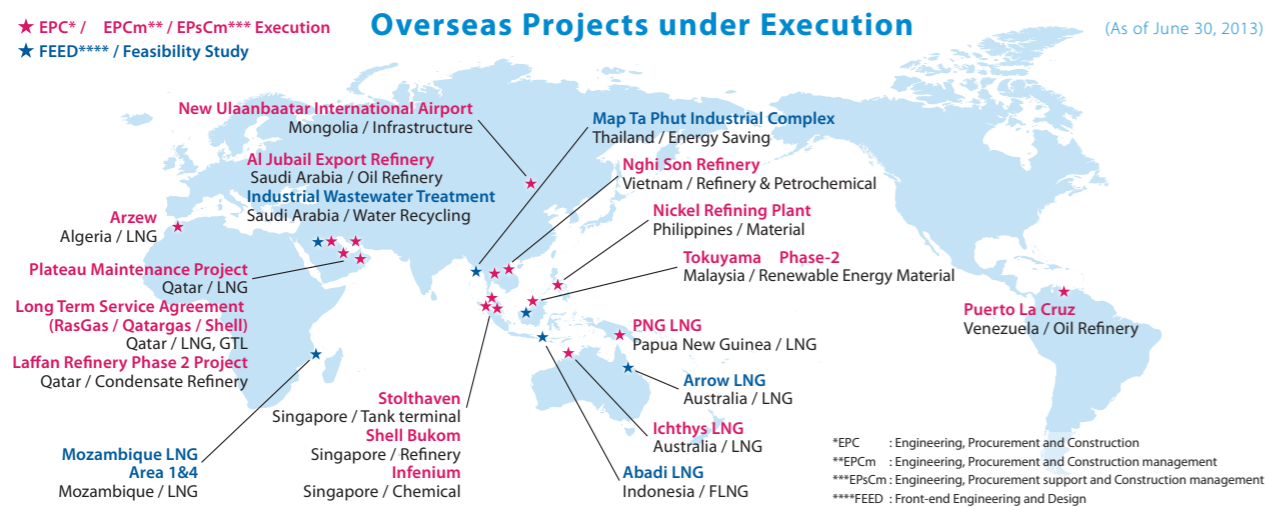 Overseas Projects under Execution
(As of June 30, 2013)
★ EPC* / EPCm** / EPsCm*** Execution
★ FEED**** / Feasibility Study
New Ulaanbaatar International Airport
Mongolia / Infrastructure
Al Jubail Export Refinery
Saudi Arabia / Oil Refinery
Industrial Wastewater Treatment
Saudi Arabia / Water Recycling
Arzew
Algeria / LNG
Plateau Maintenance Project
Qatar / LNG
Long Term Service Agreement
(RasGas / Qatargas / Shell)
Qatar / LNG, GTL
Laffan Refinery Phase 2 Project
Qatar / Condensate Refinery
Mozambique LNG
Area 1&4
Mozambique / LNG
Stolthaven
Singapore / Tank terminal
Shell Bukom
Singapore / Refinery
Infenium
Singapore / Chemical
Map Ta Phut Industrial Complex
Thailand / Energy Saving
Nghi Son Refinery
Vietnam / Refinery & Petrochemical
Nickel Refining Plant
Philippines / Material
Tokuyama Phase-2
Malaysia / Renewable Energy Material
PNG LNG
Papua New Guinea / LNG
Arrow LNG
Australia / LNG
Ichthys LNG
Australia / LNG
Abadi LNG
Indonesia / FLNG
Puerto La Cruz
Venezuela / Oil Refinery
*EPC : Engineering, Procurement and Construction
**EPCm : Engineering, Procurement and Construction management
***EPsCm : Engineering, Procurement support and Construction management
****FEED : Front-end Engineering and Design